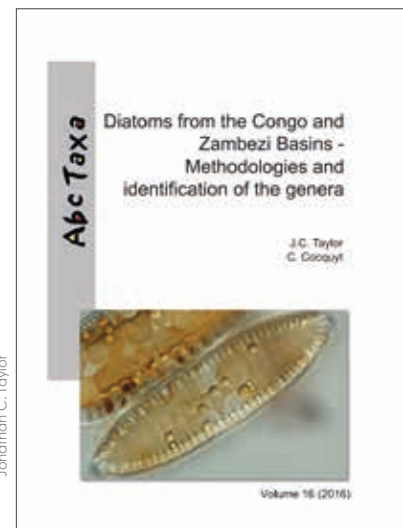 Abc Taxa
Diatoms from the Congo and
Zambezi Basins -
Methodologies and
identification of the genera
J.C. Taylor
C. Cocquyt
Volume 16 (2016)
Jonathan C. Taylor